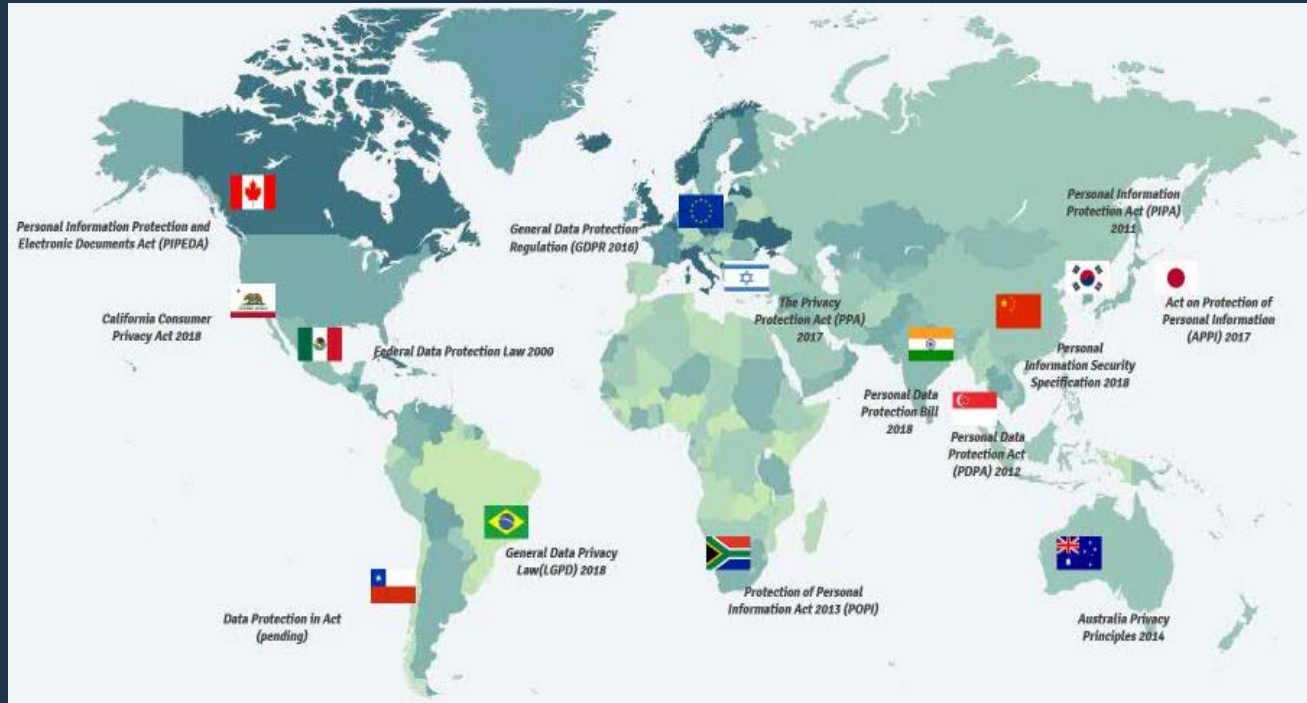 Personal Information Protection and
Electronic Documents Act (PIPEDA)
General Data Protection
Regulation (GDPR 2016)
Personal Information
Protection Act (PIPA)
2011
California Consumer
Privacy Act 2018
Federal Data Protection Law 2000
The Privacy
Protection Act (PPA)
2017
Act on Protection of
Personal Information
(APPI) 2017
Personal
Information Security
Specification 2018
Personal Data
Protection Bill
2018
Personal Data
Protection Act
(PDPA) 2012
General Data Privacy
Law(LGPD) 2018
Data Protection in Act
(pending)
Protection of Personal
Information Act 2013 (POPI)
Australia Privacy
Principles 2014